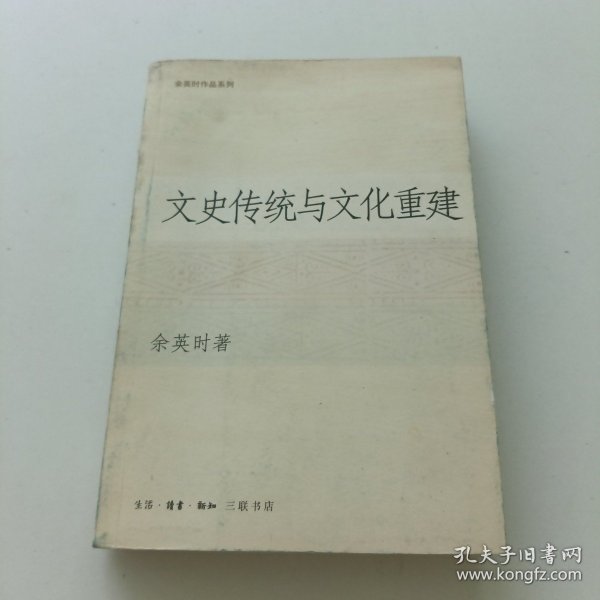 余英时作品系列
文史传统与文化重建
余英时著
生活·讀書·新知 三联书店
孔夫子旧书网
www.kongfz.com